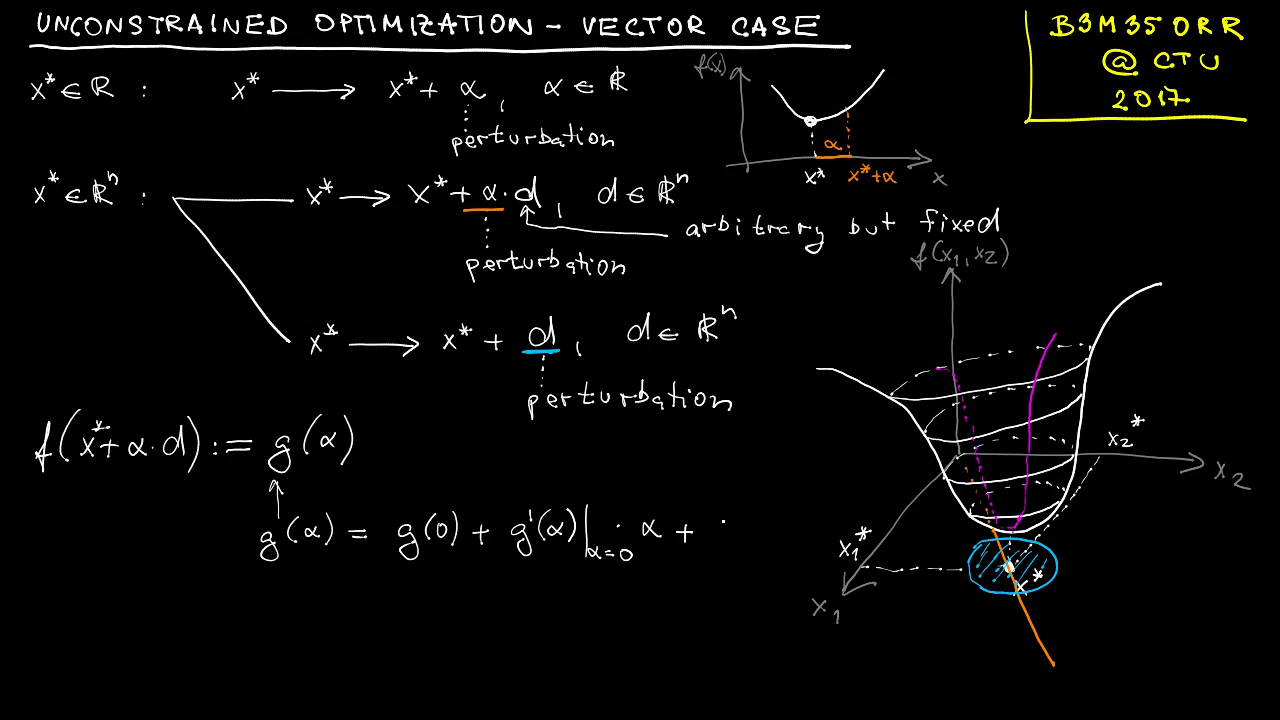 UNCONSTRAINED OPTIMIZATION - VECTOR CASE
B3M35ORR
@ CTU
2017
x* ∈ R : x* → x* + α, α ∈ ℝ
perturbation
f(x)
α
x* x*+α x
x* ∈ ℝⁿ : x* → x* + α · d, d ∈ ℝⁿ
arbitrary but fixed
perturbation
f(x₁, x₂)
x* → x* + d, d ∈ ℝⁿ
perturbation
f(x* + α · d) := g(α)
x₂*
x₂
g(α) = g(0) + g'(α)|α=0 · α + ·
x₁*
x*
x₁